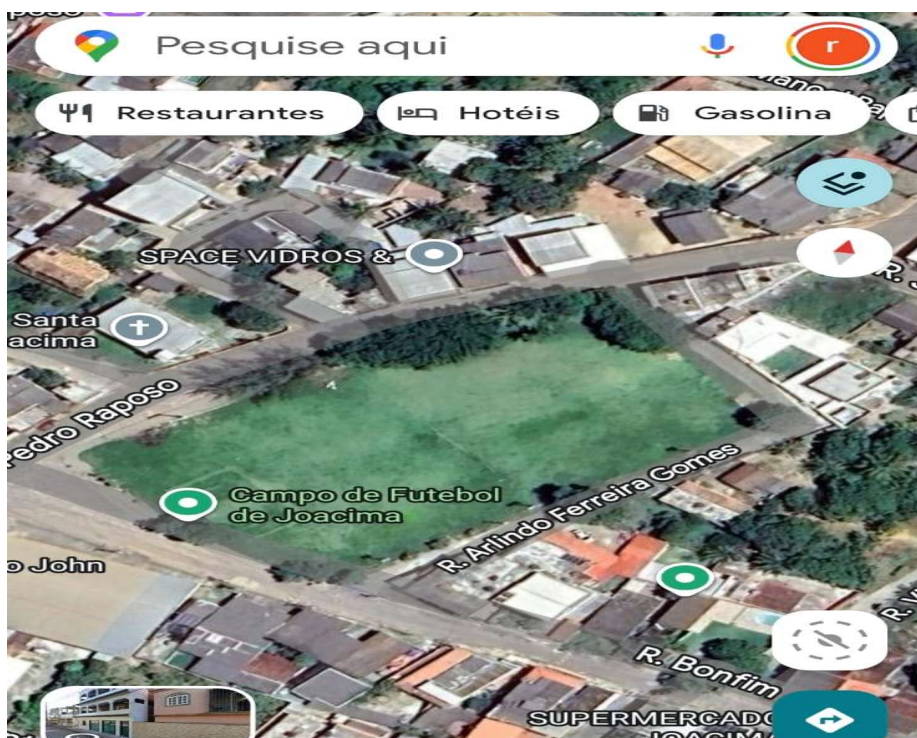 Pesquise aqui
r
Restaurantes
Hotéis
Gasolina
SPACE VIDROS &
Santa
acima
Pedro Raposo
Campo de Futebol
de Joacima
R. Arlindo Ferreira Gomes
o John
R. Bonfim
SUPERMERCADO
JOACIMA